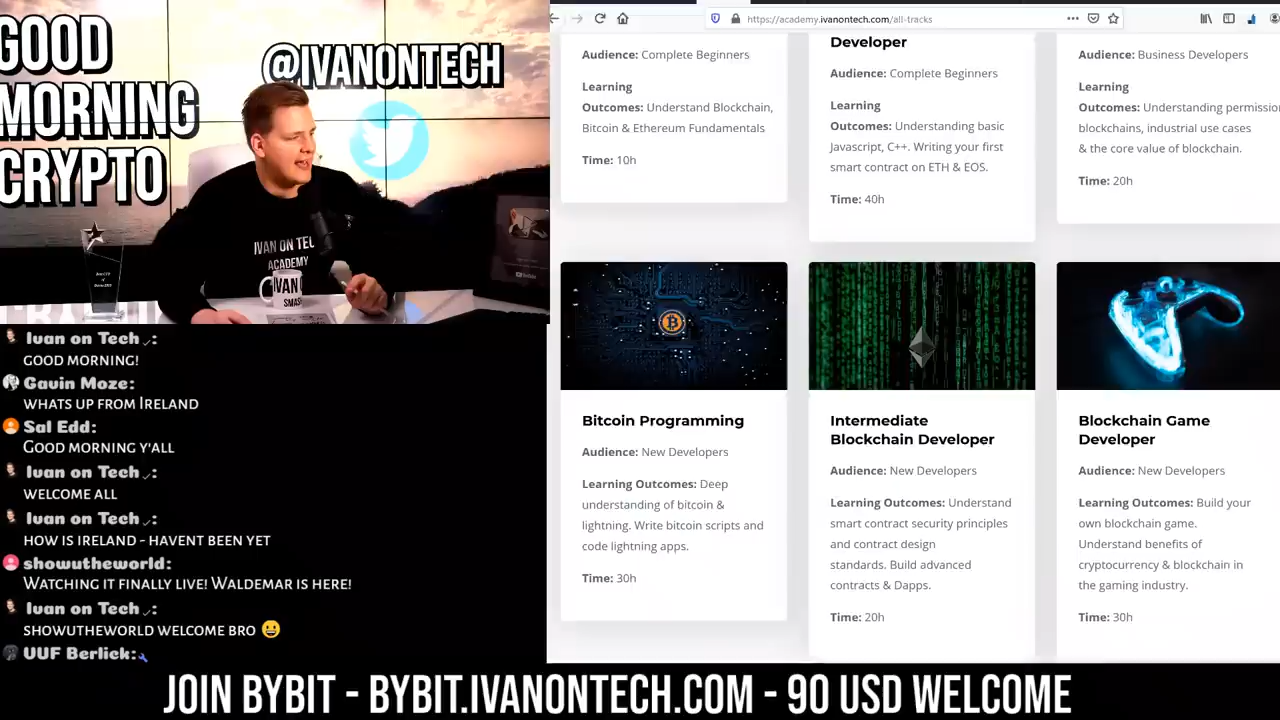 GOOD
MORNING
CRYPTO
@IVANONTECH
IVAN ON TEC
ACADEMY
IVAN
SMAS
Ivan on Tech ✓:
GOOD MORNING!
Gavin Moze:
WHATS UP FROM IRELAND
Sal Edd:
GOOD MORNING Y'ALL
Ivan on Tech ✓:
WELCOME ALL
Ivan on Tech ✓:
HOW IS IRELAND - HAVENT BEEN YET
showutheworld:
WATCHING IT FINALLY LIVE! WALDEMAR IS HERE!
Ivan on Tech ✓:
SHOWUTHEWORLD WELCOME BRO 😀
UUF Berlick:
https://academy.ivanontech.com/all-tracks
Audience: Complete Beginners
Learning
Outcomes: Understand Blockchain,
Bitcoin & Ethereum Fundamentals
Time: 10h
Developer
Audience: Complete Beginners
Learning
Outcomes: Understanding basic
Javascript, C++. Writing your first
smart contract on ETH & EOS.
Time: 40h
Audience: Business Developers
Learning
Outcomes: Understanding permissio
blockchains, industrial use cases
& the core value of blockchain.
Time: 20h
Bitcoin Programming
Audience: New Developers
Learning Outcomes: Deep
understanding of bitcoin &
lightning. Write bitcoin scripts and
code lightning apps.
Time: 30h
Intermediate
Blockchain Developer
Audience: New Developers
Learning Outcomes: Understand
smart contract security principles
and contract design
standards. Build advanced
contracts & Dapps.
Time: 20h
Blockchain Game
Developer
Audience: New Developers
Learning Outcomes: Build your
own blockchain game.
Understand benefits of
cryptocurrency & blockchain in
the gaming industry.
Time: 30h
JOIN BYBIT - BYBIT.IVANONTECH.COM - 90 USD WELCOME